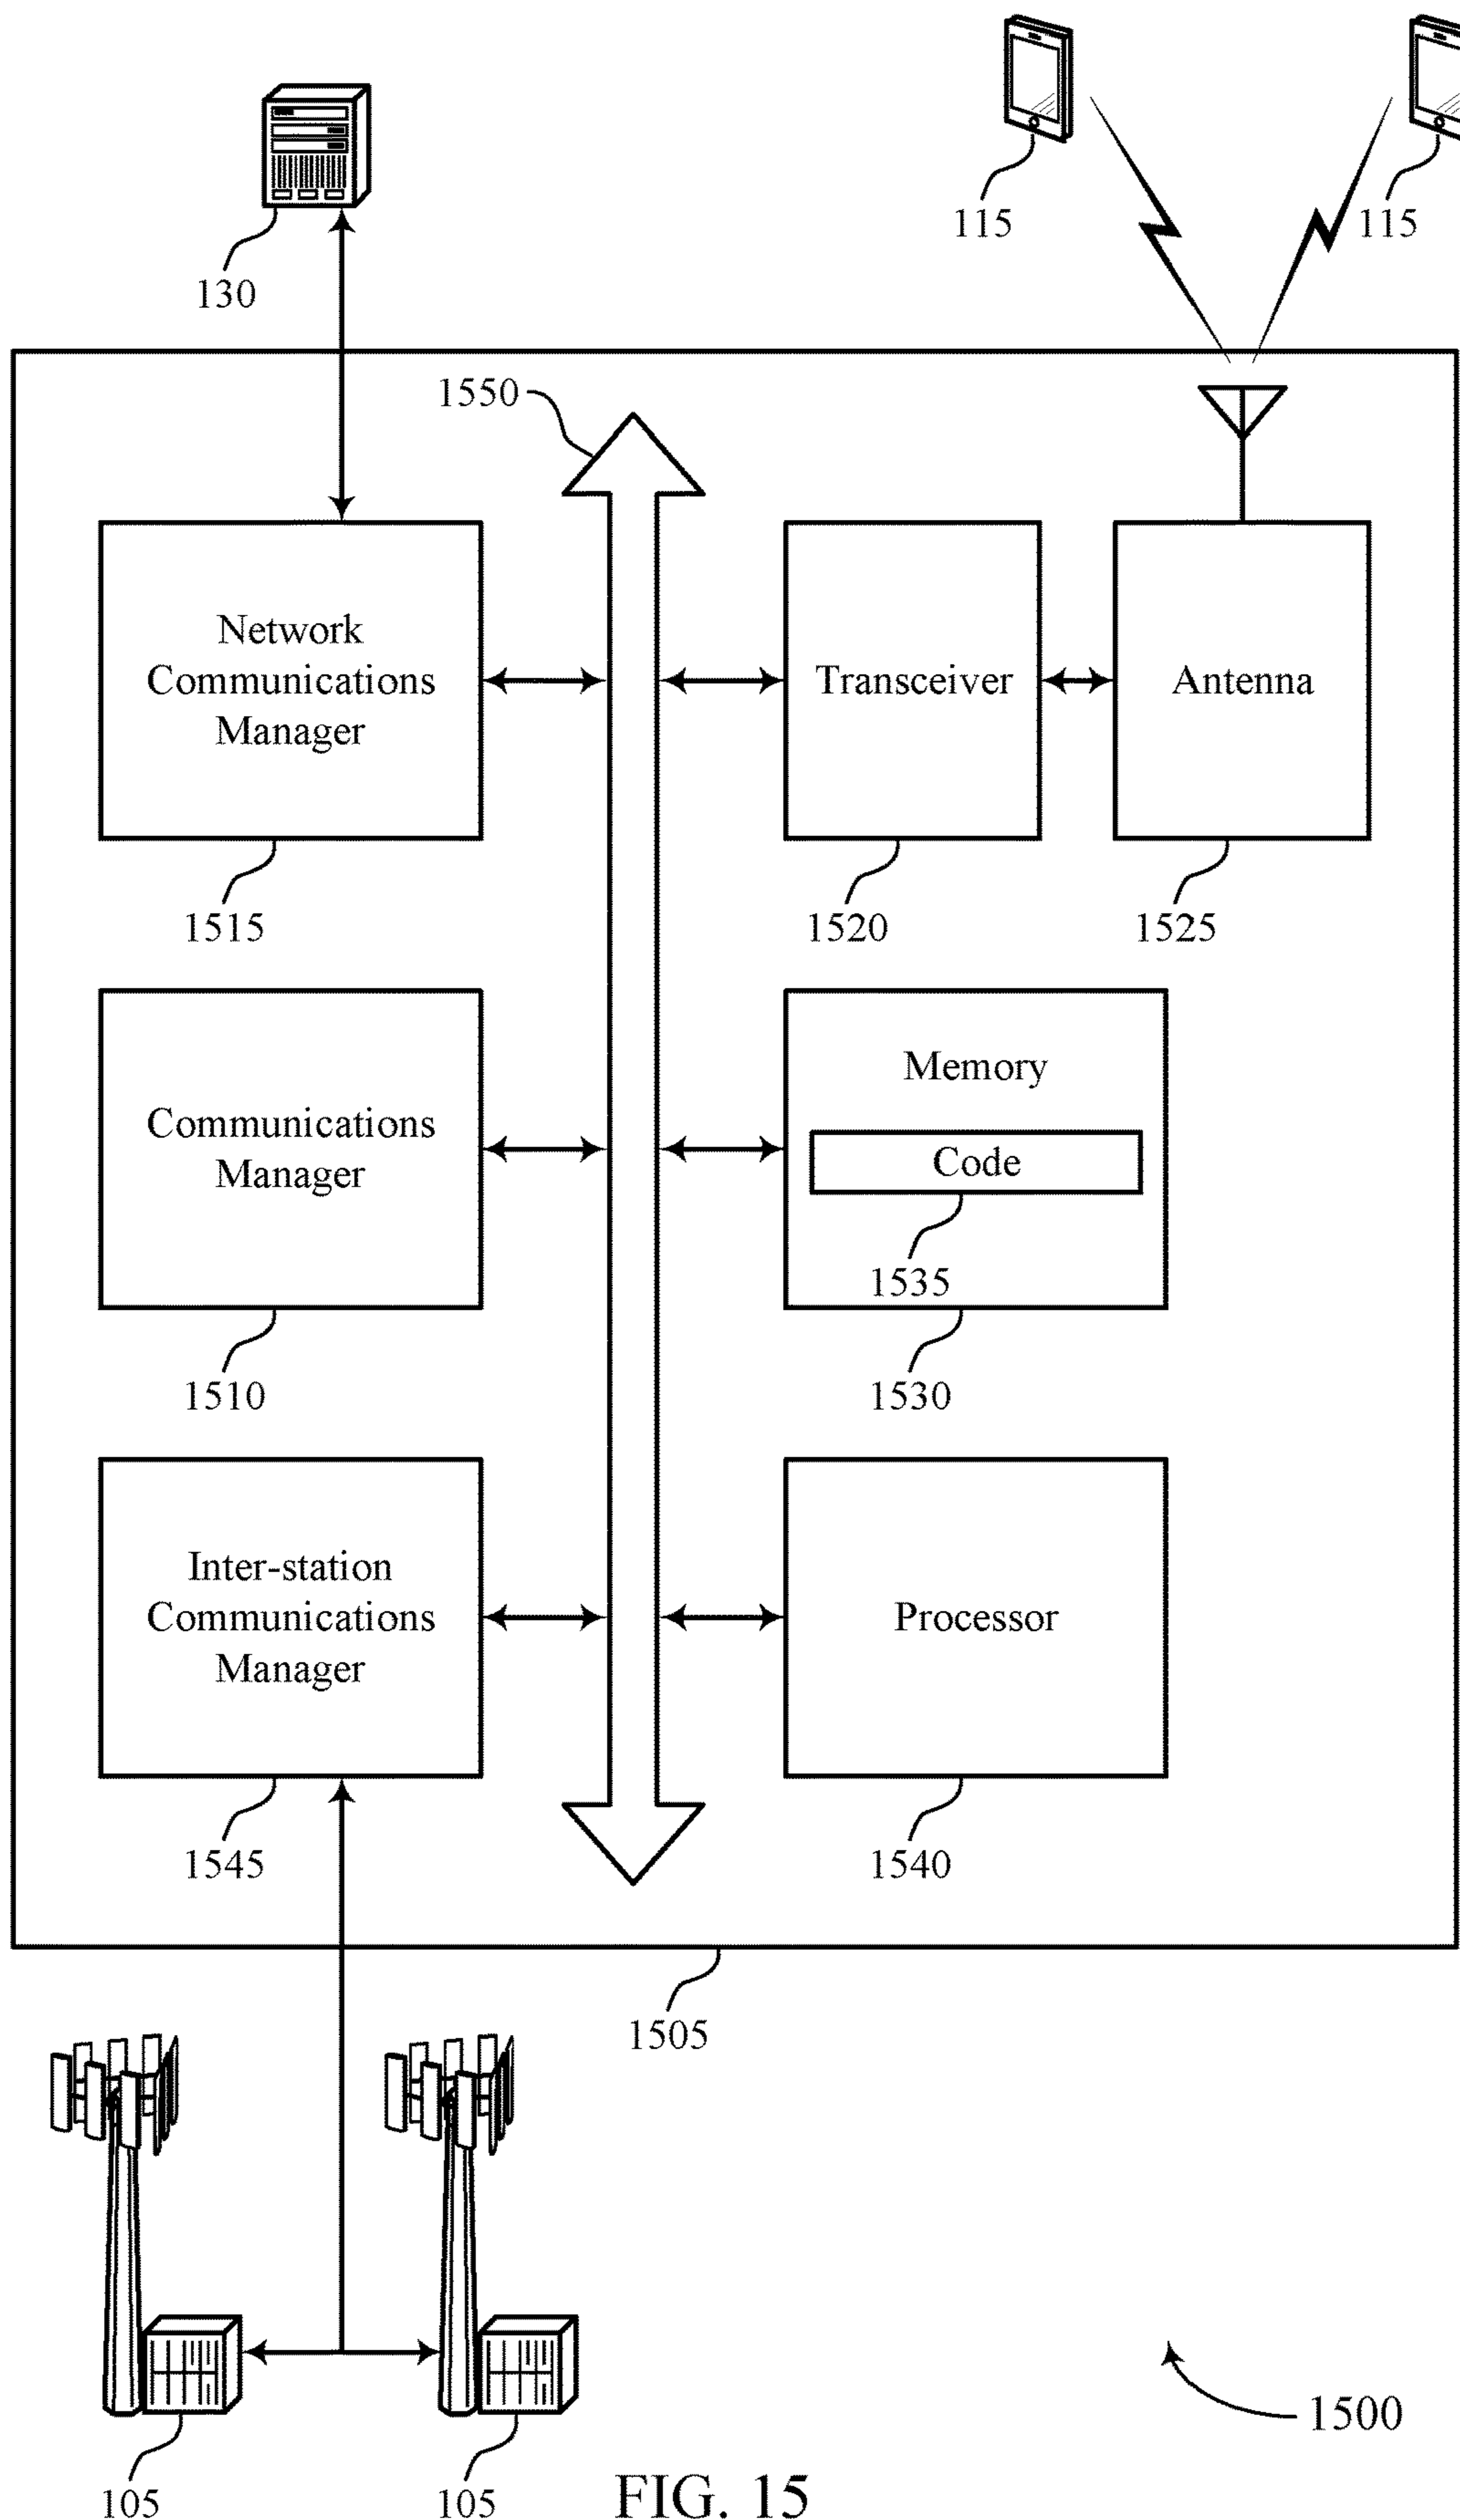 115
115
130
1550
Network
Communications
Manager
Transceiver
Antenna
1515
1520
1525
Communications
Manager
Memory
Code
1535
1510
1530
Inter-station
Communications
Manager
Processor
1545
1540
1505
1500
105
105
FIG. 15